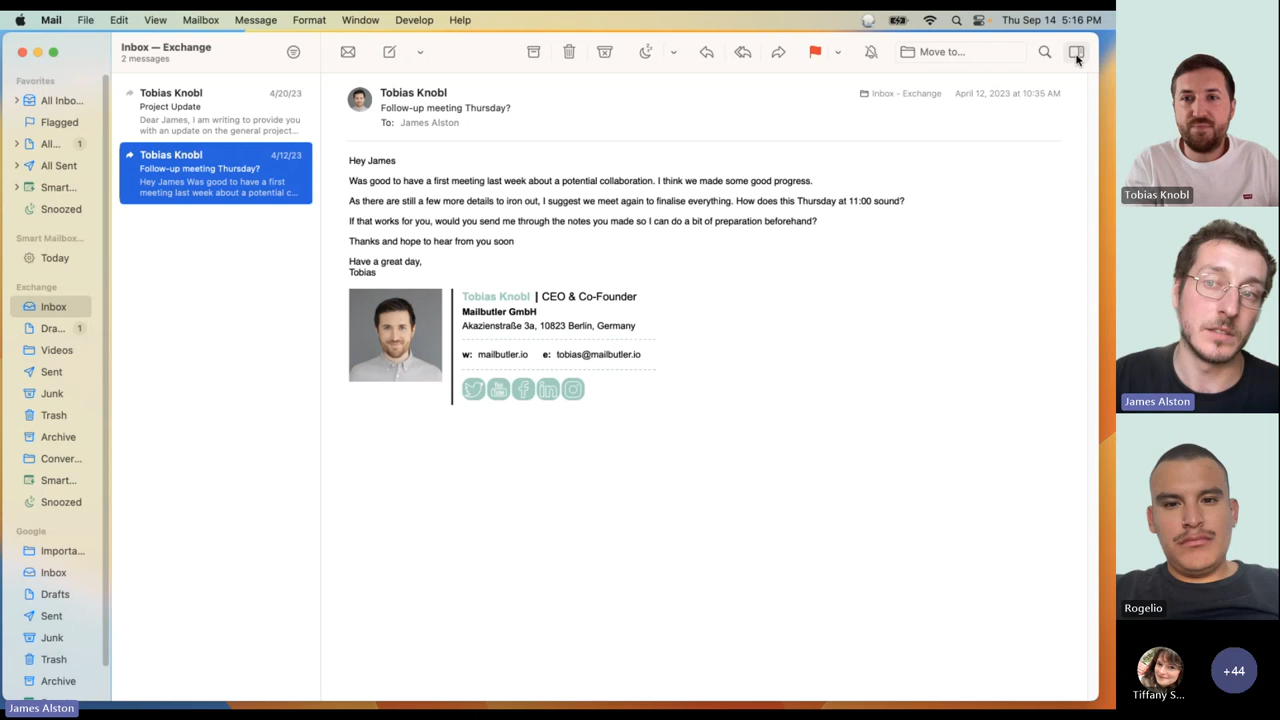 Mail File Edit View Mailbox Message Format Window Develop Help Thu Sep 14 5:16 PM
Inbox — Exchange
2 messages
Move to...
Favorites
All Inbo...
Flagged
All... 1
All Sent
Smart...
Snoozed
Smart Mailbox...
Today
Exchange
Inbox
Dra... 1
Videos
Sent
Junk
Trash
Archive
Conver...
Smart...
Snoozed
Google
Importa...
Inbox
Drafts
Sent
Junk
Trash
Archive
James Alston
Tobias Knobl 4/20/23
Project Update
Dear James, I am writing to provide you
with an update on the general project...
Tobias Knobl 4/12/23
Follow-up meeting Thursday?
Hey James Was good to have a first
meeting last week about a potential c...
Tobias Knobl Inbox - Exchange April 12, 2023 at 10:35 AM
Follow-up meeting Thursday?
To: James Alston
Hey James
Was good to have a first meeting last week about a potential collaboration. I think we made some good progress.
As there are still a few more details to iron out, I suggest we meet again to finalise everything. How does this Thursday at 11:00 sound?
If that works for you, would you send me through the notes you made so I can do a bit of preparation beforehand?
Thanks and hope to hear from you soon
Have a great day,
Tobias
Tobias Knobl | CEO & Co-Founder
Mailbutler GmbH
Akazienstraße 3a, 10823 Berlin, Germany
w: mailbutler.io e: tobias@mailbutler.io
You Tube
Tobias Knobl
James Alston
Rogelio
Tiffany S...
+44